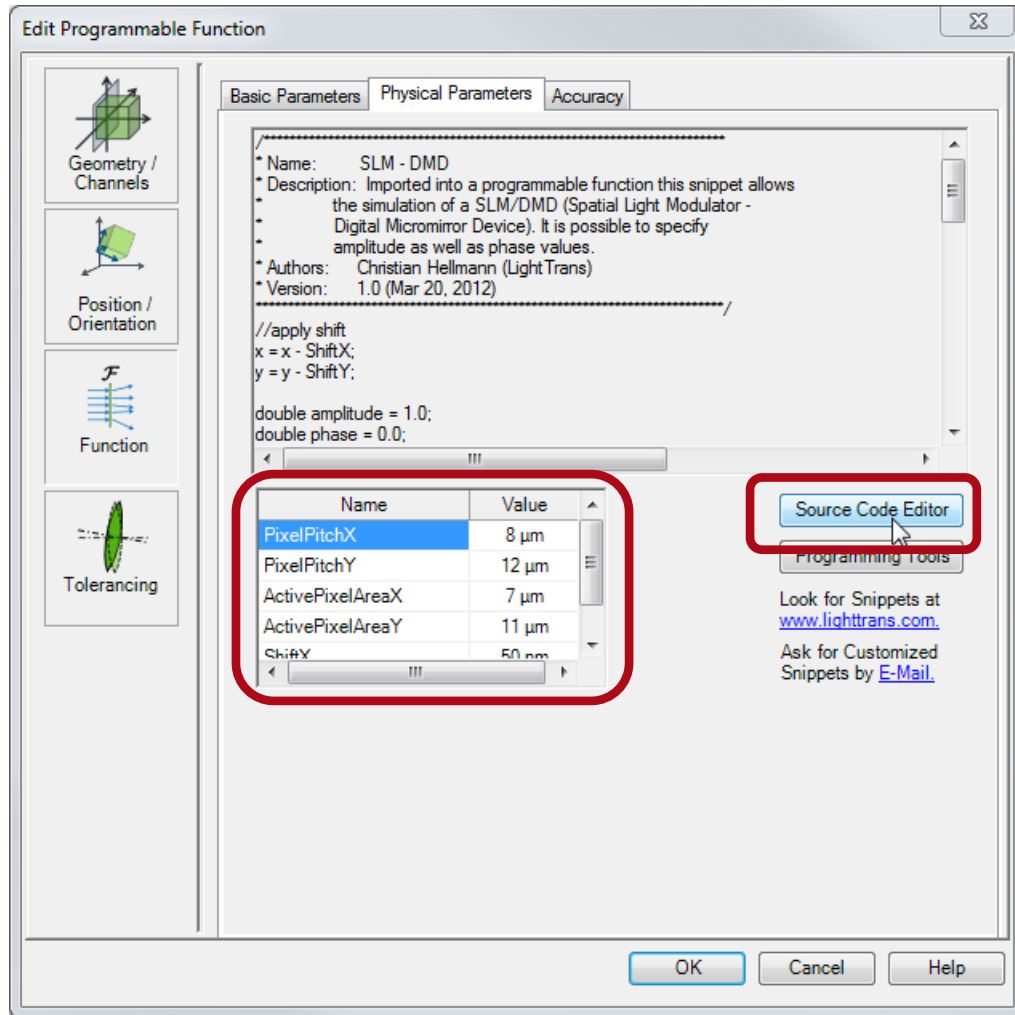 Edit Programmable Function
Geometry /
Channels
Position /
Orientation
F
Function
Tolerancing
Basic Parameters Physical Parameters Accuracy
/************************************************************************
* Name: SLM - DMD
* Description: Imported into a programmable function this snippet allows
* the simulation of a SLM/DMD (Spatial Light Modulator -
* Digital Micromirror Device). It is possible to specify
* amplitude as well as phase values.
* Authors: Christian Hellmann (LightTrans)
* Version: 1.0 (Mar 20, 2012)
************************************************************************/
//apply shift
x = x - ShiftX;
y = y - ShiftY;
double amplitude = 1.0;
double phase = 0.0;
Name Value
PixelPitchX 8 µm
PixelPitchY 12 µm
ActivePixelAreaX 7 µm
ActivePixelAreaY 11 µm
ShiftX 50 nm
Source Code Editor
Programming Tools
Look for Snippets at
www.lighttrans.com.
Ask for Customized
Snippets by E-Mail.
OK Cancel Help